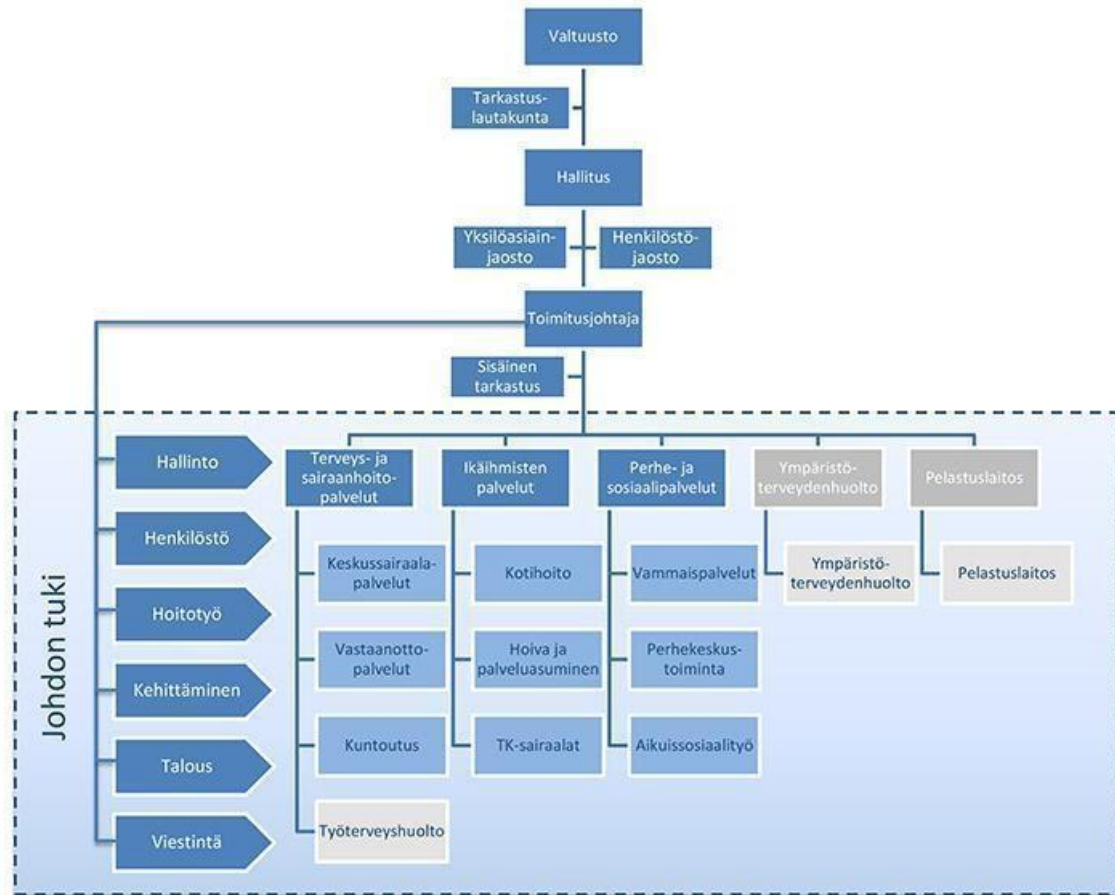 Valtuusto
Tarkastus-
lautakunta
Hallitus
Yksilöasiain-
jaosto
Henkilöstö-
jaosto
Toimitusjohtaja
Sisäinen
tarkastus
Johdon tuki
Hallinto
Henkilöstö
Hoitotyö
Kehittäminen
Talous
Viestintä
Terveys- ja
sairaanhoito-
palvelut
Keskussairaala-
palvelut
Vastaanotto-
palvelut
Kuntoutus
Työterveyshuolto
Ikäihmisten
palvelut
Kotihoito
Hoiva ja
palveluasuminen
TK-sairaalat
Perhe- ja
sosiaalipalvelut
Vammaispalvelut
Perhekeskus-
toiminta
Aikuissosiaalityö
Ympäristö-
terveydenhuolto
Ympäristö-
terveydenhuolto
Pelastuslaitos
Pelastuslaitos